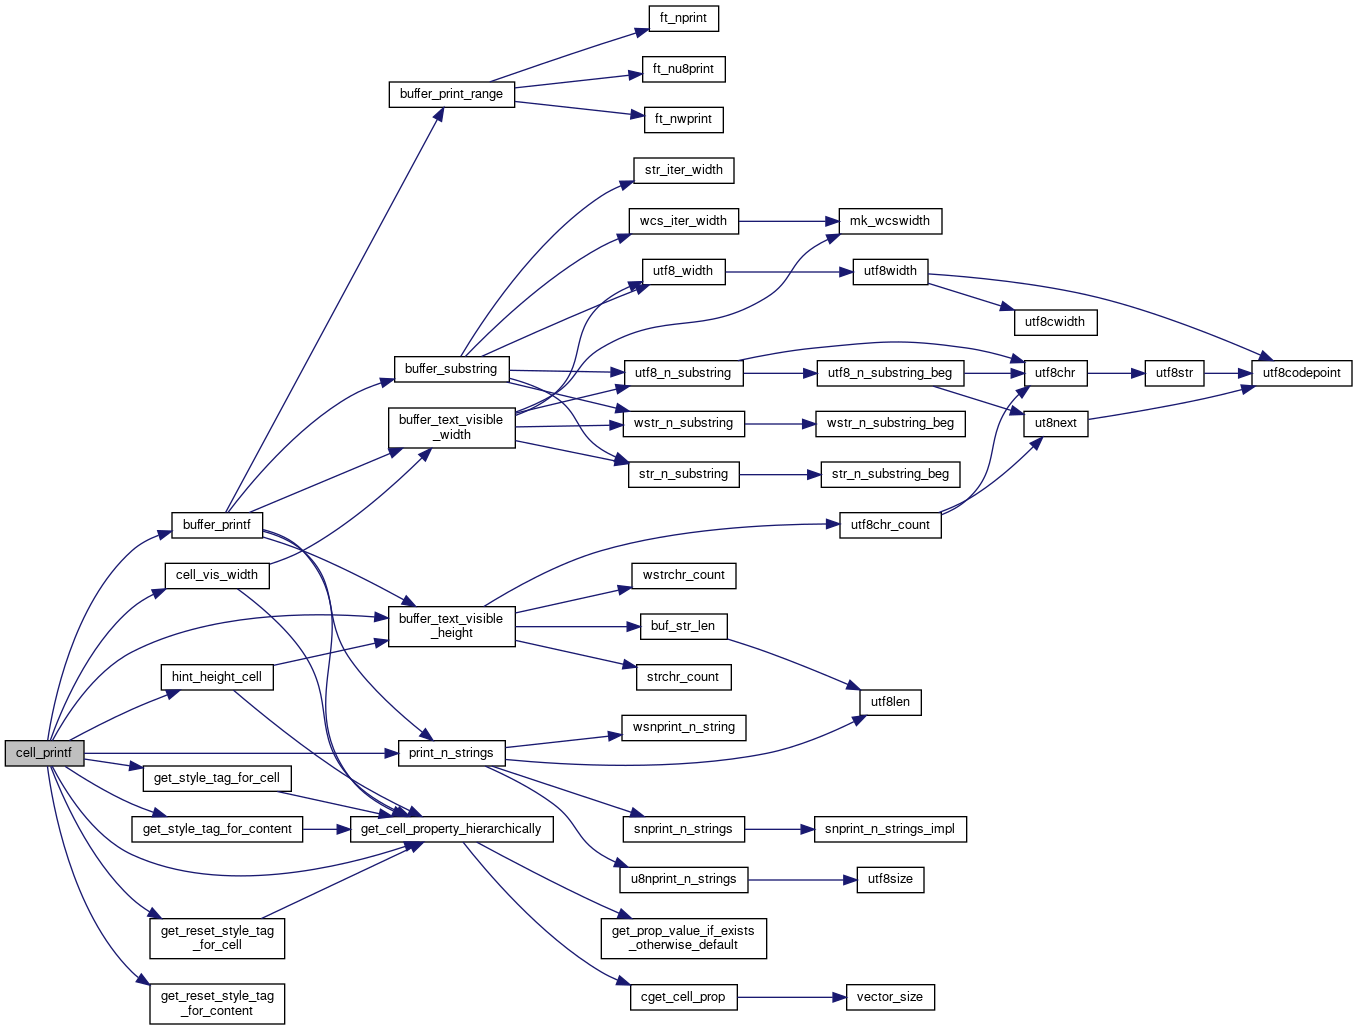 ft_nprint
ft_nu8print
buffer_print_range
ft_nwprint
str_iter_width
wcs_iter_width
mk_wcswidth
utf8_width
utf8width
utf8cwidth
buffer_substring
utf8_n_substring
utf8_n_substring_beg
utf8chr
utf8str
utf8codepoint
buffer_text_visible
_width
wstr_n_substring
wstr_n_substring_beg
ut8next
str_n_substring
str_n_substring_beg
buffer_printf
utf8chr_count
cell_vis_width
wstrchr_count
buffer_text_visible
_height
buf_str_len
hint_height_cell
strchr_count
utf8len
wsnprint_n_string
cell_printf
print_n_strings
get_style_tag_for_cell
get_style_tag_for_content
get_cell_property_hierarchically
snprint_n_strings
snprint_n_strings_impl
u8nprint_n_strings
utf8size
get_reset_style_tag
_for_cell
get_prop_value_if_exists
_otherwise_default
get_reset_style_tag
_for_content
cget_cell_prop
vector_size